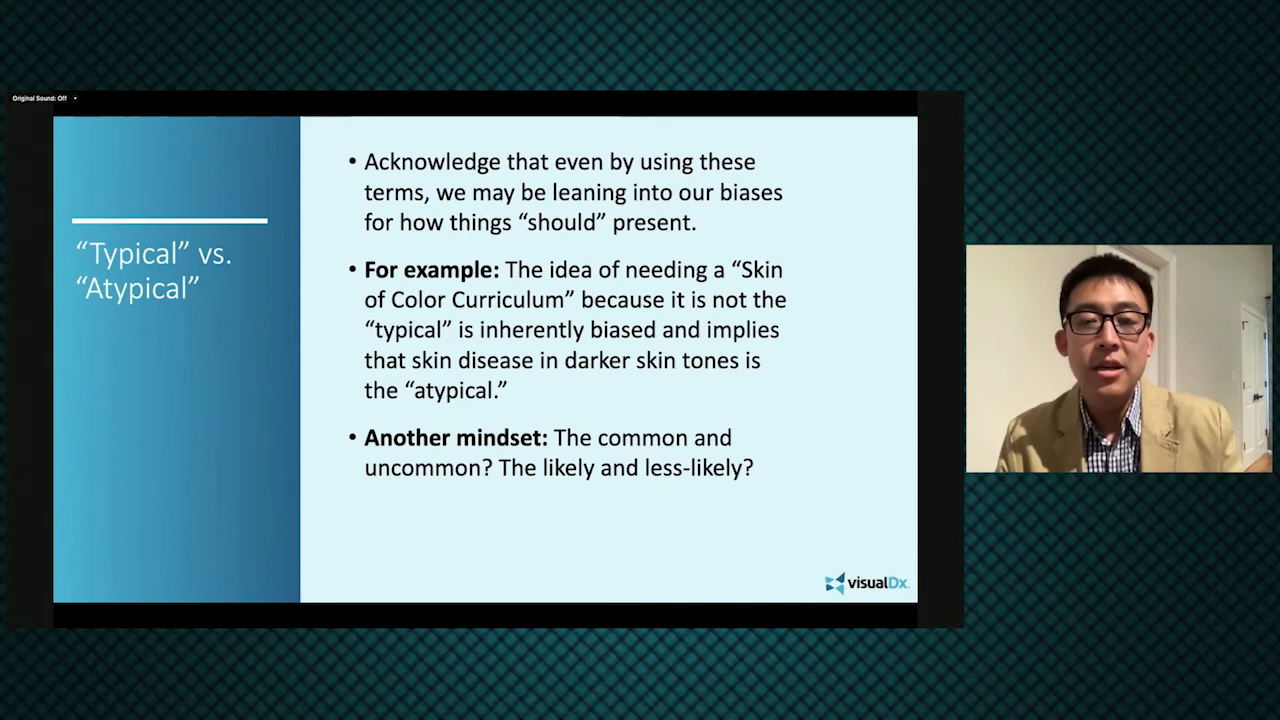 Original Sound: Off
“Typical” vs.
“Atypical”
• Acknowledge that even by using these
terms, we may be leaning into our biases
for how things “should” present.
• For example: The idea of needing a “Skin
of Color Curriculum” because it is not the
“typical” is inherently biased and implies
that skin disease in darker skin tones is
the “atypical.”
• Another mindset: The common and
uncommon? The likely and less-likely?
visualDx